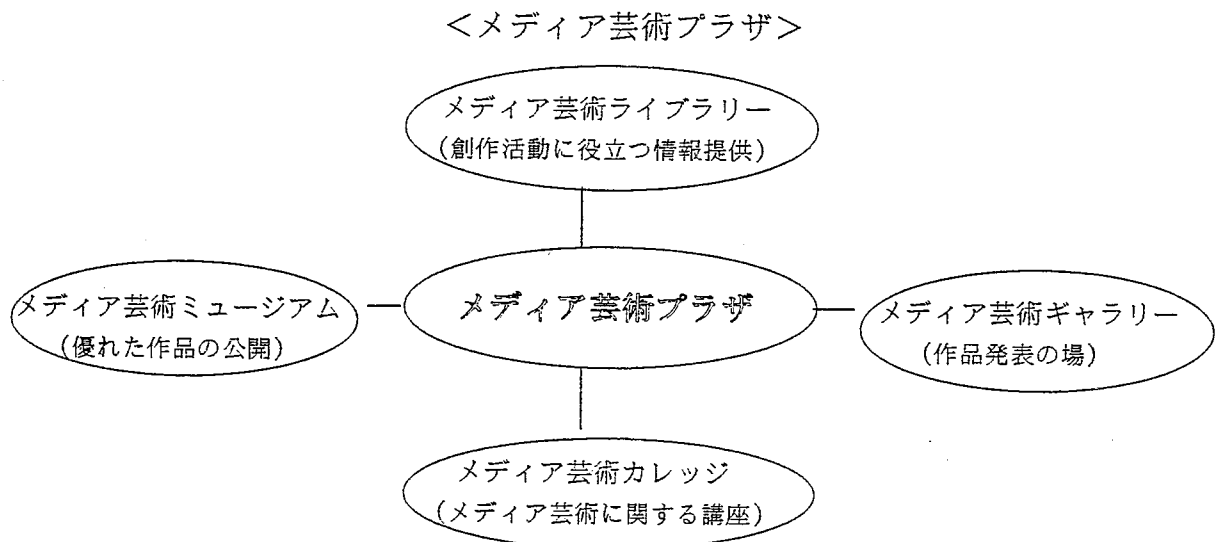 ＜メディア芸術プラザ＞
メディア芸術ライブラリー
(創作活動に役立つ情報提供)
メディア芸術ミュージアム
(優れた作品の公開)
メディア芸術プラザ
メディア芸術ギャラリー
(作品発表の場)
メディア芸術カレッジ
(メディア芸術に関する講座)